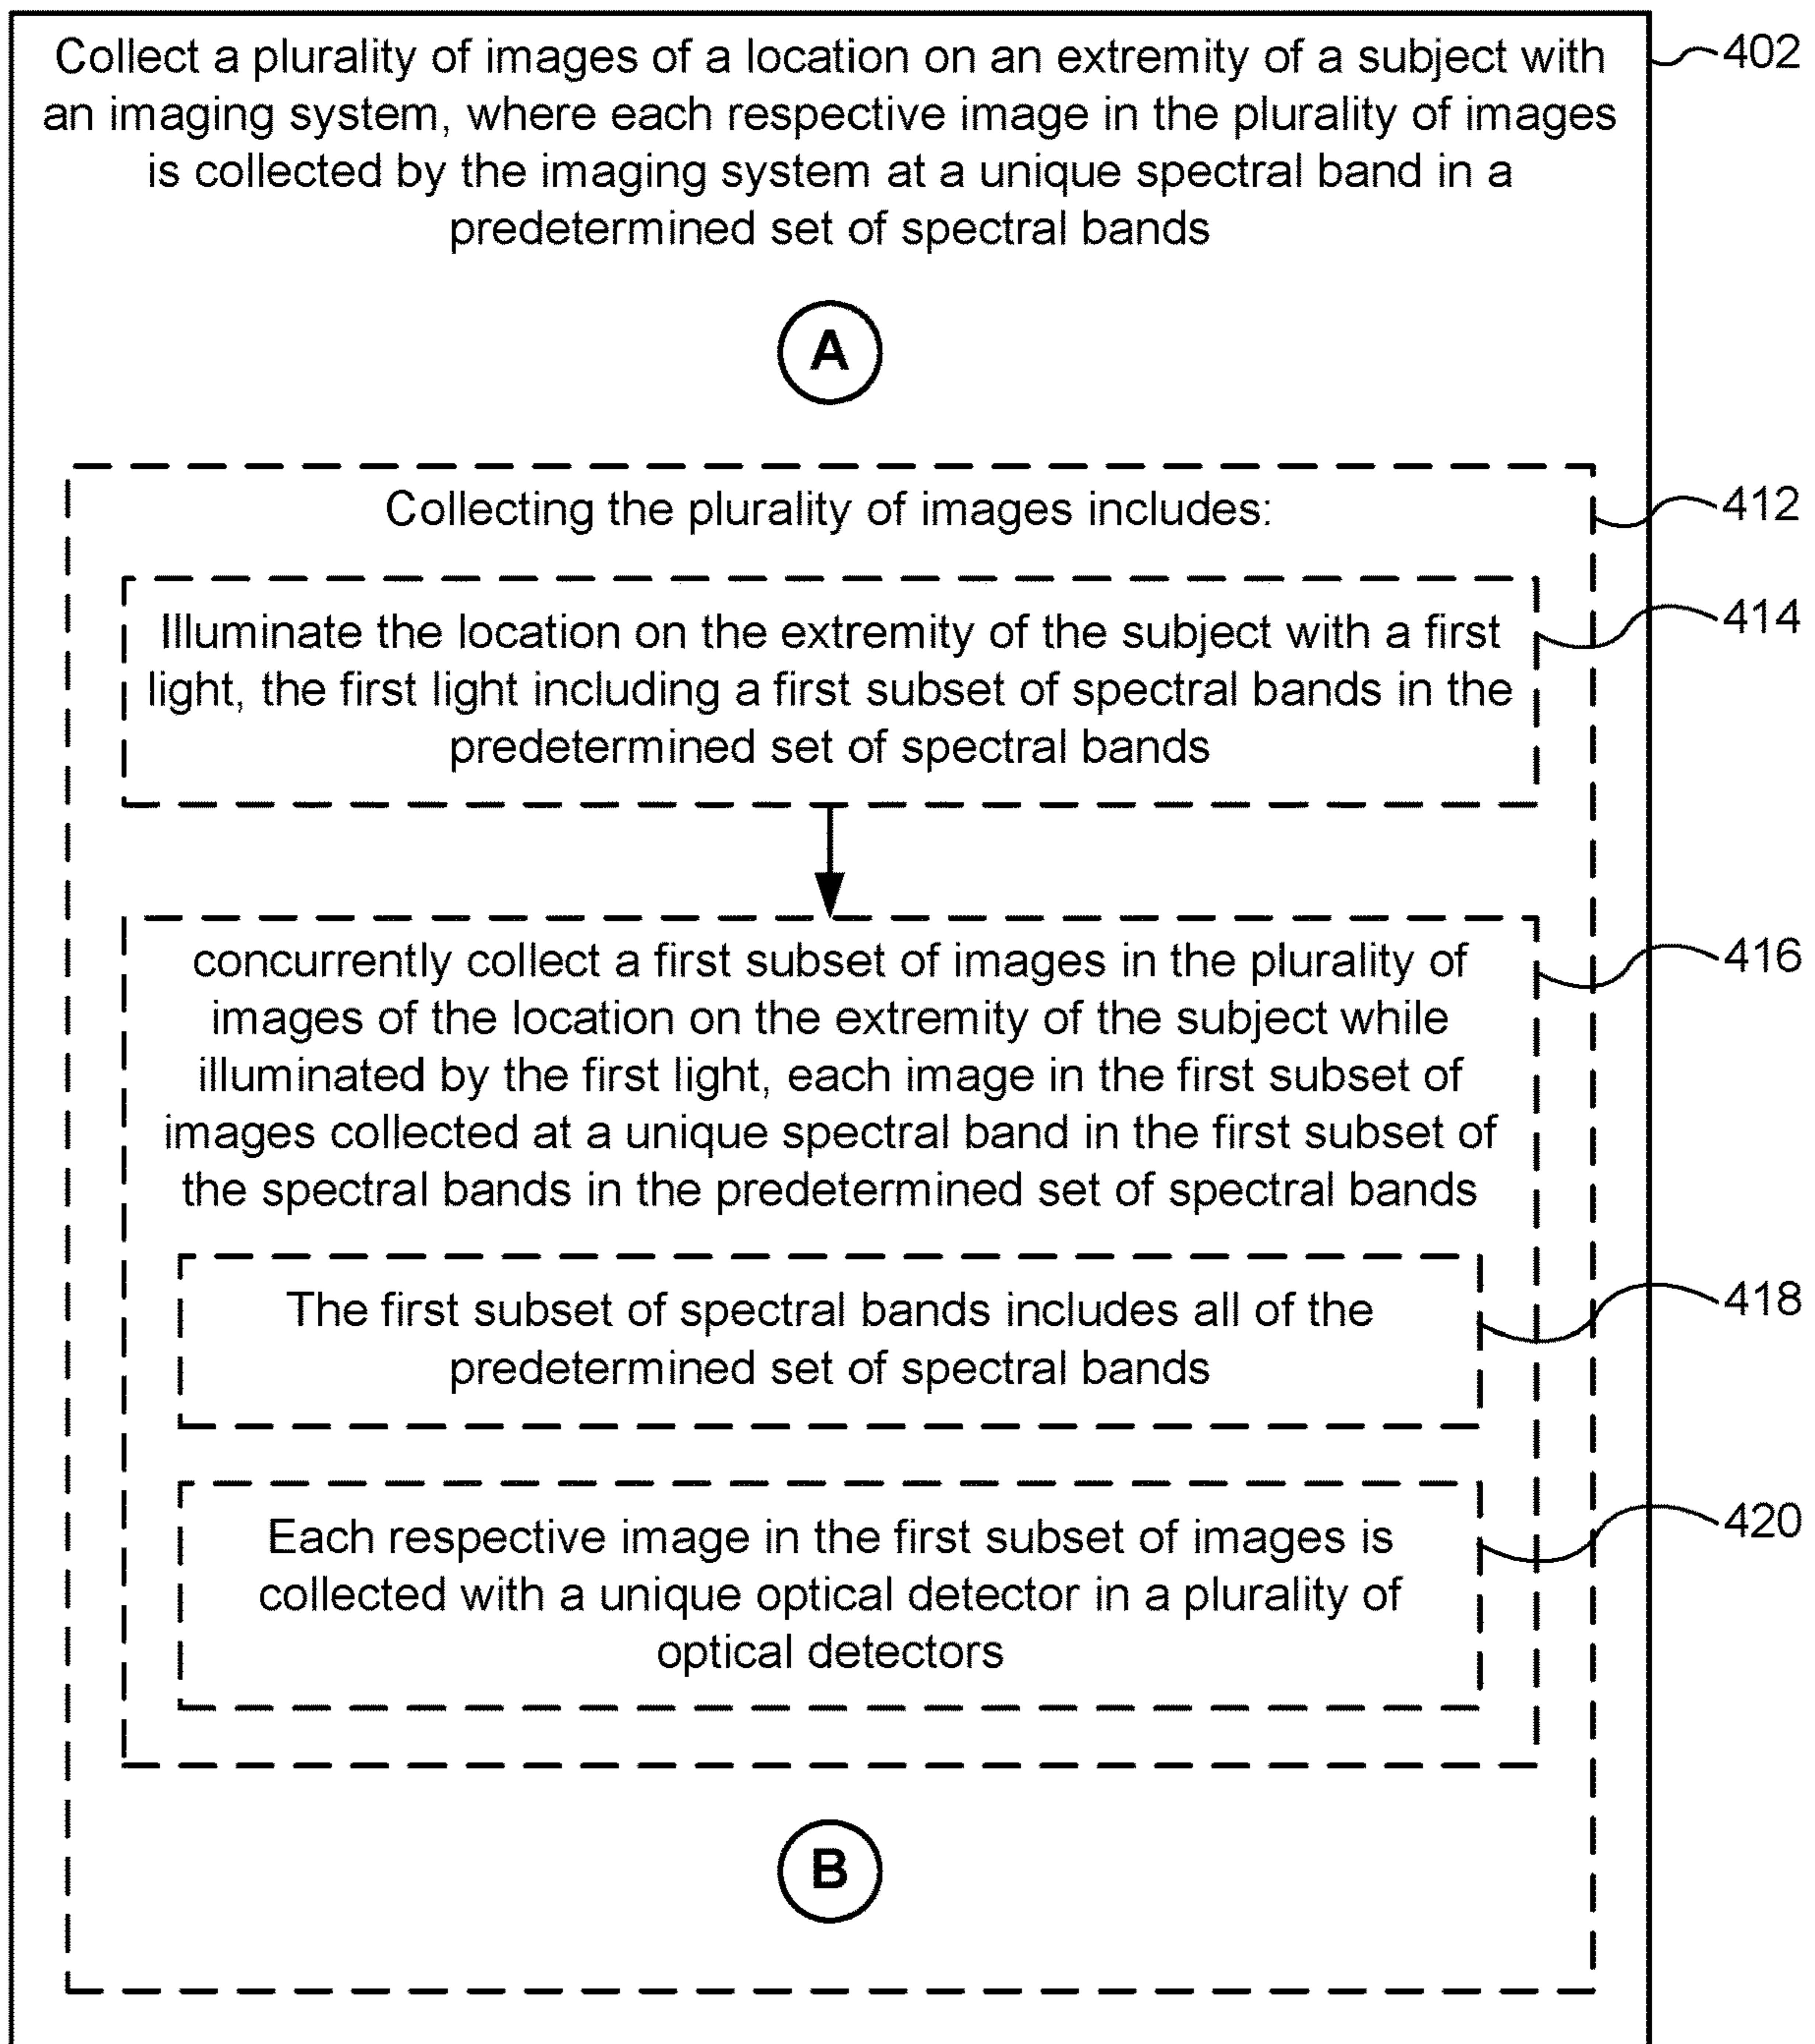 Collect a plurality of images of a location on an extremity of a subject with
an imaging system, where each respective image in the plurality of images
is collected by the imaging system at a unique spectral band in a
predetermined set of spectral bands
402
A
Collecting the plurality of images includes:
412
Illuminate the location on the extremity of the subject with a first
light, the first light including a first subset of spectral bands in the
predetermined set of spectral bands
414
concurrently collect a first subset of images in the plurality of
images of the location on the extremity of the subject while
illuminated by the first light, each image in the first subset of
images collected at a unique spectral band in the first subset of
the spectral bands in the predetermined set of spectral bands
416
The first subset of spectral bands includes all of the
predetermined set of spectral bands
418
Each respective image in the first subset of images is
collected with a unique optical detector in a plurality of
optical detectors
420
B